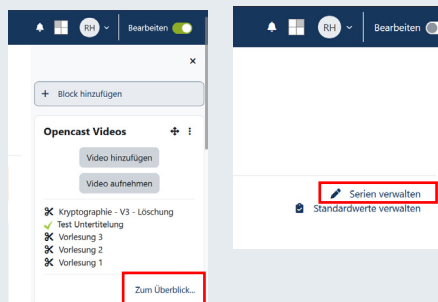 RH
Bearbeiten
×
+ Block hinzufügen
Opencast Videos
Video hinzufügen
Video aufnehmen
Kryptographie - V3 - Löschung
Test Untertitelung
Vorlesung 3
Vorlesung 2
Vorlesung 1
Zum Überblick...
RH
Bearbeiten
Serien verwalten
Standardwerte verwalten